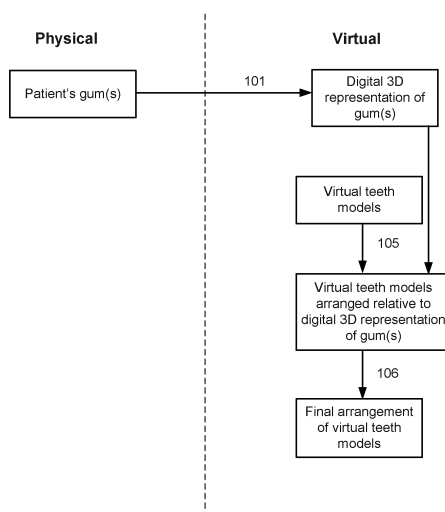 Physical
Virtual
Patient's gum(s)
101
Digital 3D
representation of
gum(s)
Virtual teeth
models
105
Virtual teeth models
arranged relative to
digital 3D representation
of gum(s)
106
Final arrangement
of virtual teeth
models